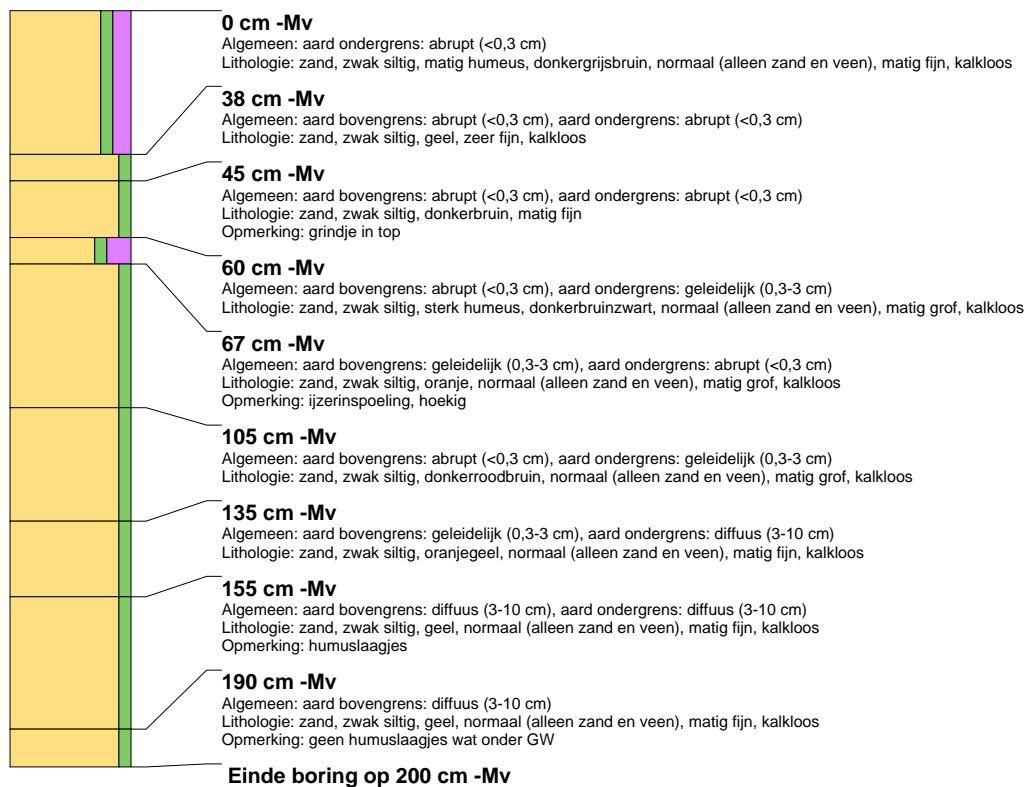 0 cm -Mv
Algemeen: aard ondergrens: abrupt (<0,3 cm)
Lithologie: zand, zwak siltig, matig humeus, donkergrijsbruin, normaal (alleen zand en veen), matig fijn, kalkloos
38 cm -Mv
Algemeen: aard bovengrens: abrupt (<0,3 cm), aard ondergrens: abrupt (<0,3 cm)
Lithologie: zand, zwak siltig, geel, zeer fijn, kalkloos
45 cm -Mv
Algemeen: aard bovengrens: abrupt (<0,3 cm), aard ondergrens: abrupt (<0,3 cm)
Lithologie: zand, zwak siltig, donkerbruin, matig fijn
Opmerking: grindje in top
60 cm -Mv
Algemeen: aard bovengrens: abrupt (<0,3 cm), aard ondergrens: geleidelijk (0,3-3 cm)
Lithologie: zand, zwak siltig, sterk humeus, donkerbruinzwart, normaal (alleen zand en veen), matig grof, kalkloos
67 cm -Mv
Algemeen: aard bovengrens: geleidelijk (0,3-3 cm), aard ondergrens: abrupt (<0,3 cm)
Lithologie: zand, zwak siltig, oranje, normaal (alleen zand en veen), matig grof, kalkloos
Opmerking: ijzerinspoeling, hoekig
105 cm -Mv
Algemeen: aard bovengrens: abrupt (<0,3 cm), aard ondergrens: geleidelijk (0,3-3 cm)
Lithologie: zand, zwak siltig, donkerroodbruin, normaal (alleen zand en veen), matig grof, kalkloos
135 cm -Mv
Algemeen: aard bovengrens: geleidelijk (0,3-3 cm), aard ondergrens: diffuus (3-10 cm)
Lithologie: zand, zwak siltig, oranjegeel, normaal (alleen zand en veen), matig fijn, kalkloos
155 cm -Mv
Algemeen: aard bovengrens: diffuus (3-10 cm), aard ondergrens: diffuus (3-10 cm)
Lithologie: zand, zwak siltig, geel, normaal (alleen zand en veen), matig fijn, kalkloos
Opmerking: humuslaagjes
190 cm -Mv
Algemeen: aard bovengrens: diffuus (3-10 cm)
Lithologie: zand, zwak siltig, geel, normaal (alleen zand en veen), matig fijn, kalkloos
Opmerking: geen humuslaagjes wat onder GW
Einde boring op 200 cm -Mv